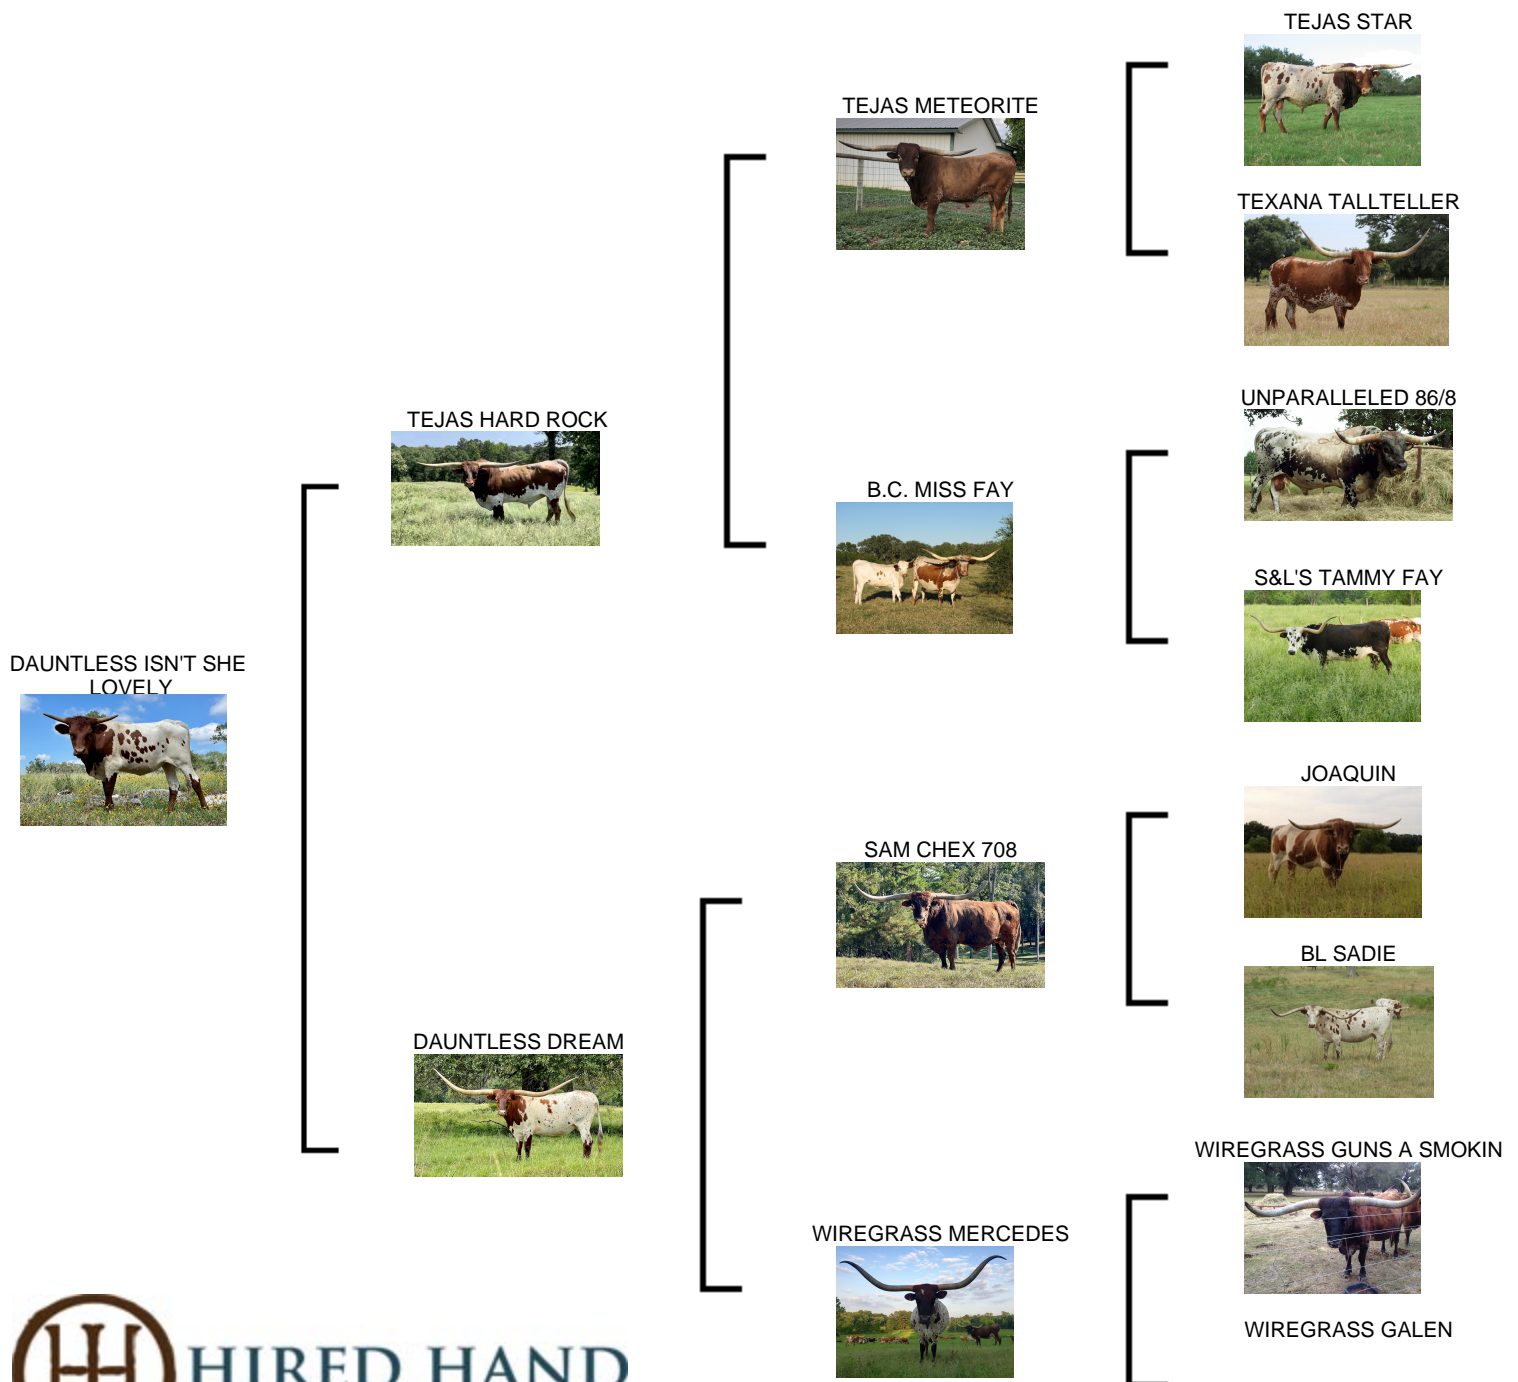 TEJAS STAR
TEJAS METEORITE
TEXANA TALLTELLER
UNPARALLELED 86/8
TEJAS HARD ROCK
B.C. MISS FAY
S&L'S TAMMY FAY
DAUNTLESS ISN'T SHE
LOVELY
JOAQUIN
SAM CHEX 708
BL SADIE
DAUNTLESS DREAM
WIREGRASS GUNS A SMOKIN
WIREGRASS MERCEDES
WIREGRASS GALEN
HIRED HAND